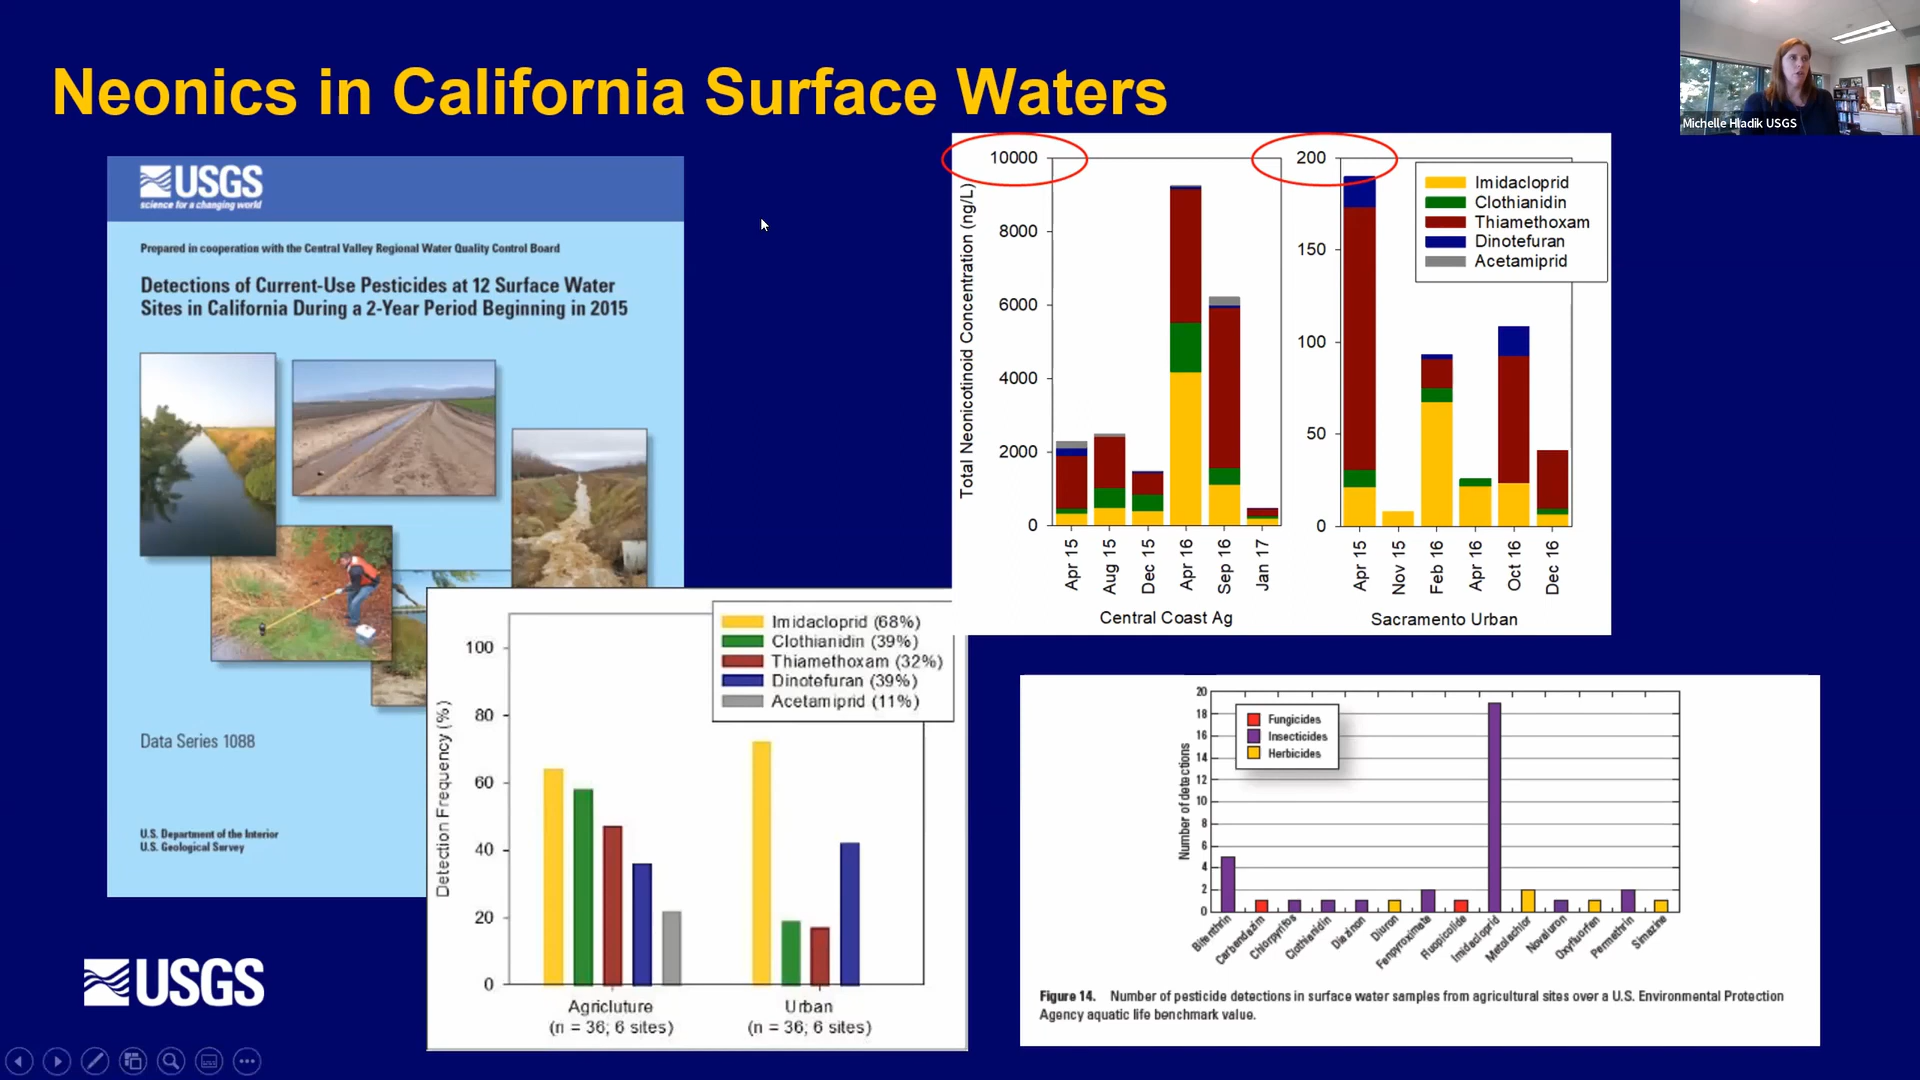 Neonics in California Surface Waters
Michelle Hladik USGS
USGS
science for a changing world
Prepared in cooperation with the Central Valley Regional Water Quality Control Board
Detections of Current-Use Pesticides at 12 Surface Water
Sites in California During a 2-Year Period Beginning in 2015
Data Series 1088
U.S. Department of the Interior
U.S. Geological Survey
USGS
Total Neonicotinoid Concentration (ng/L)
10000
8000
6000
4000
2000
0
Apr 15
Aug 15
Dec 15
Apr 16
Sep 16
Jan 17
Central Coast Ag
200
150
100
50
0
Apr 15
Nov 15
Feb 16
Apr 16
Oct 16
Dec 16
Sacramento Urban
Imidacloprid
Clothianidin
Thiamethoxam
Dinotefuran
Acetamiprid
Imidacloprid (68%)
Clothianidin (39%)
Thiamethoxam (32%)
Dinotefuran (39%)
Acetamiprid (11%)
Detection Frequency (%)
100
80
60
40
20
0
Agricluture
(n = 36; 6 sites)
Urban
(n = 36; 6 sites)
Number of detections
20
18
16
14
12
10
8
6
4
2
0
Fungicides
Insecticides
Herbicides
Bifenthrin
Carbendazim
Chlorpyrifos
Clothianidin
Diazinon
Diuron
Fenpyroximate
Fluopicolide
Imidacloprid
Metolachlor
Novaluron
Oxyfluorfen
Permethrin
Simazine
Figure 14. Number of pesticide detections in surface water samples from agricultural sites over a U.S. Environmental Protection
Agency aquatic life benchmark value.